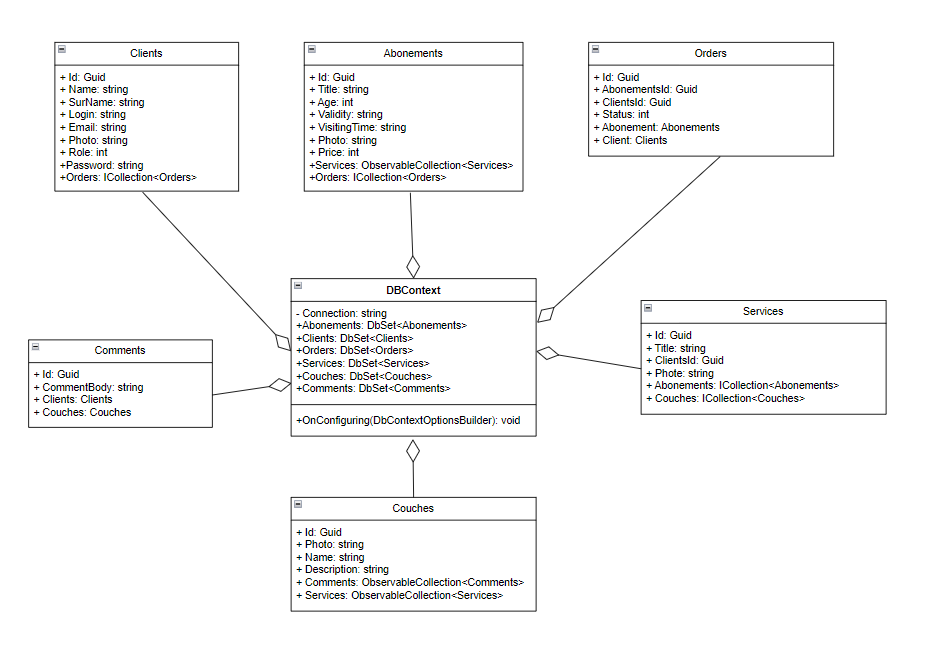 Clients
+ Id: Guid
+ Name: string
+ SurName: string
+ Login: string
+ Email: string
+ Photo: string
+ Role: int
+Password: string
+Orders: ICollection<Orders>
Abonements
+ Id: Guid
+ Title: string
+ Age: int
+ Validity: string
+ VisitingTime: string
+ Photo: string
+ Price: int
+Services: ObservableCollection<Services>
+Orders: ICollection<Orders>
Orders
+ Id: Guid
+ AbonementsId: Guid
+ ClientsId: Guid
+ Status: int
+ Abonement: Abonements
+ Client: Clients
DBContext
- Connection: string
+Abonements: DbSet<Abonements>
+Clients: DbSet<Clients>
+Orders: DbSet<Orders>
+Services: DbSet<Services>
+Couches: DbSet<Couches>
+Comments: DbSet<Comments>
+OnConfiguring(DbContextOptionsBuilder): void
Services
+ Id: Guid
+ Title: string
+ ClientsId: Guid
+ Phote: string
+ Abonements: ICollection<Abonements>
+ Couches: ICollection<Couches>
Comments
+ Id: Guid
+ CommentBody: string
+ Clients: Clients
+ Couches: Couches
Couches
+ Id: Guid
+ Photo: string
+ Name: string
+ Description: string
+ Comments: ObservableCollection<Comments>
+ Services: ObservableCollection<Services>